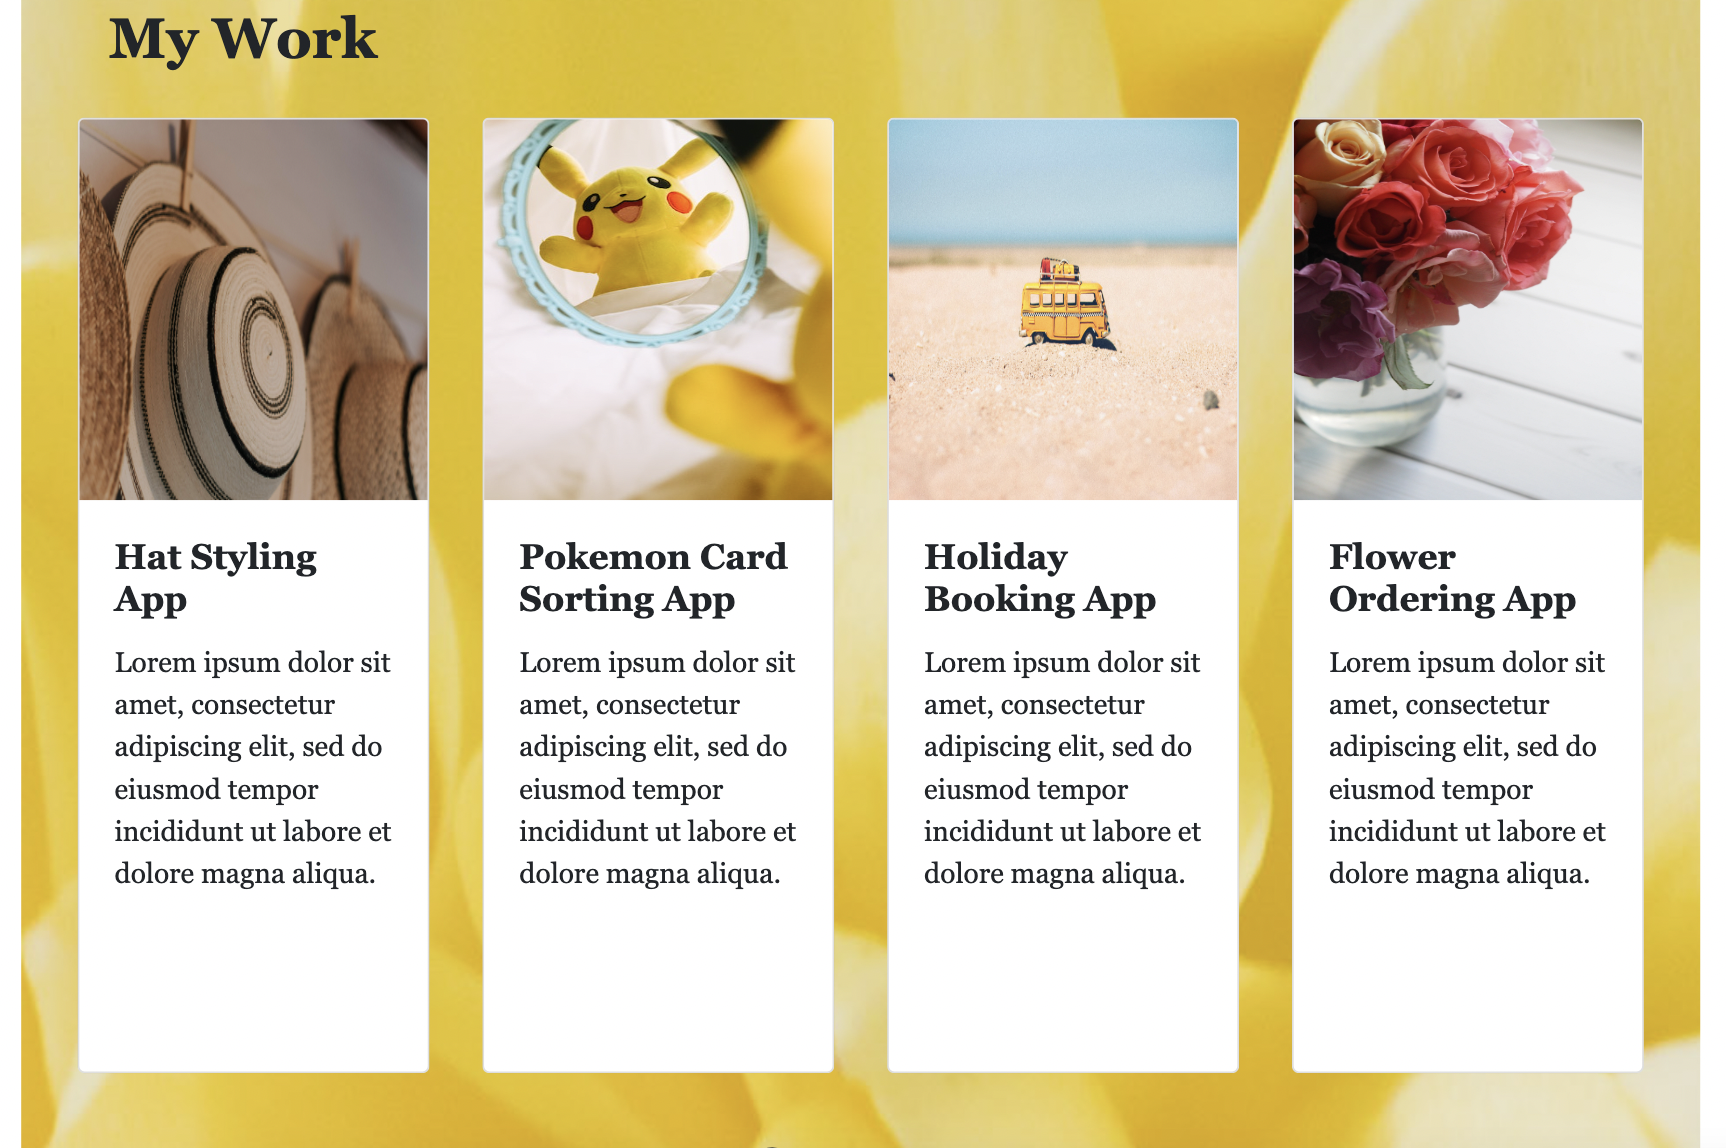 My Work
Hat Styling
App
Lorem ipsum dolor sit
amet, consectetur
adipiscing elit, sed do
eiusmod tempor
incididunt ut labore et
dolore magna aliqua.
Pokemon Card
Sorting App
Lorem ipsum dolor sit
amet, consectetur
adipiscing elit, sed do
eiusmod tempor
incididunt ut labore et
dolore magna aliqua.
Holiday
Booking App
Lorem ipsum dolor sit
amet, consectetur
adipiscing elit, sed do
eiusmod tempor
incididunt ut labore et
dolore magna aliqua.
Flower
Ordering App
Lorem ipsum dolor sit
amet, consectetur
adipiscing elit, sed do
eiusmod tempor
incididunt ut labore et
dolore magna aliqua.